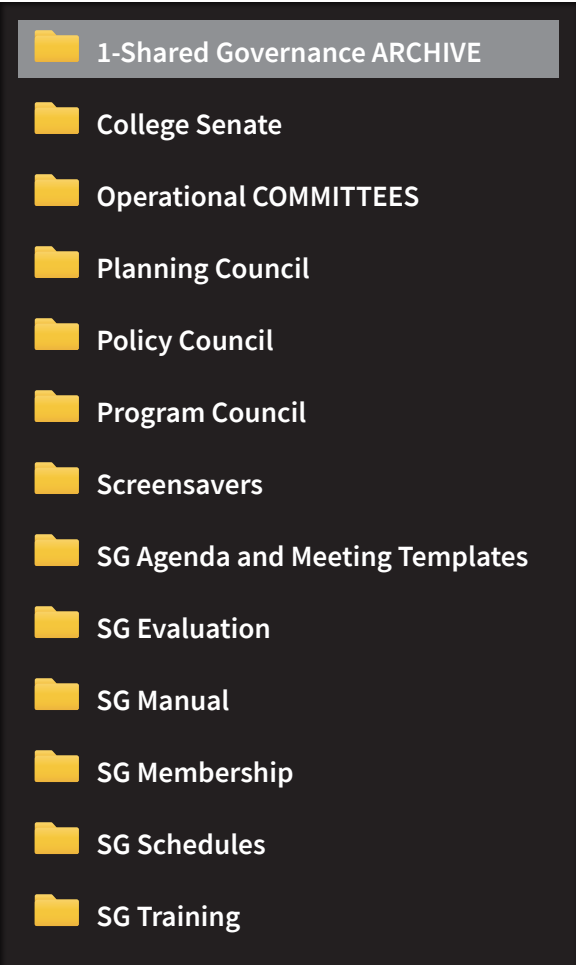 1-Shared Governance ARCHIVE
College Senate
Operational COMMITTEES
Planning Council
Policy Council
Program Council
Screensavers
SG Agenda and Meeting Templates
SG Evaluation
SG Manual
SG Membership
SG Schedules
SG Training